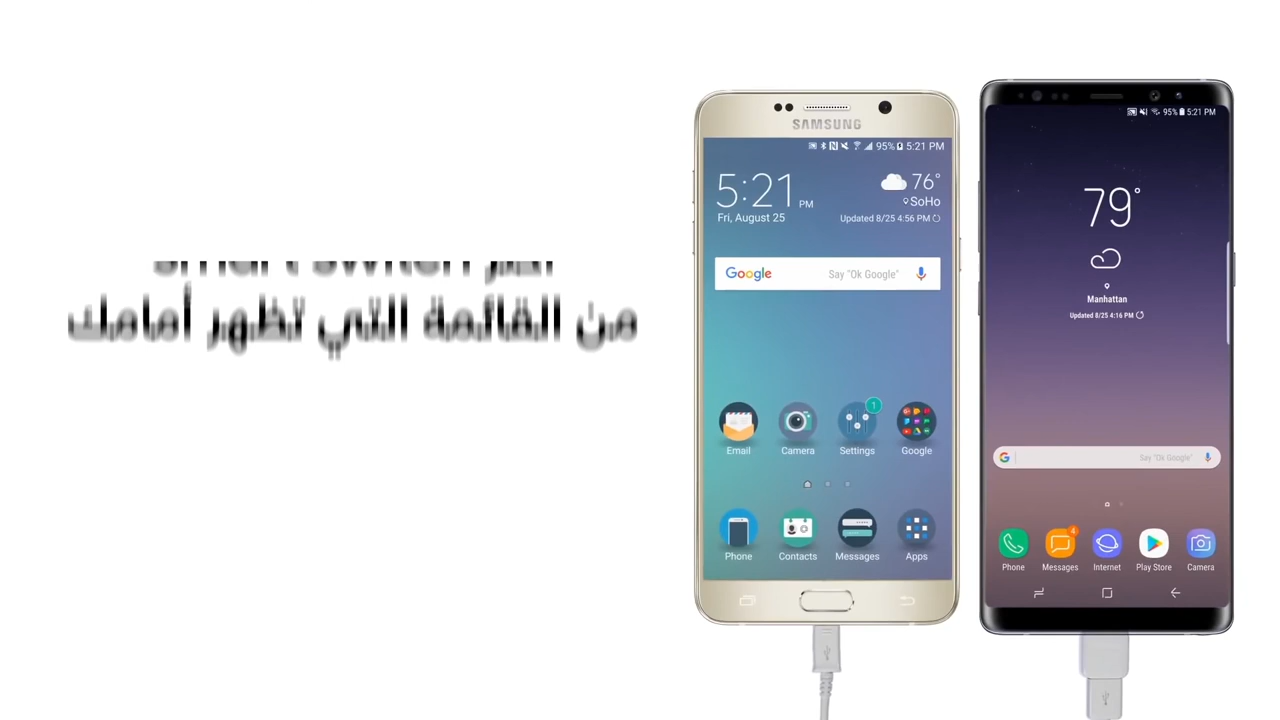 من القائمة التي تظهر أمامك
SAMSUNG
95% 5:21 PM
5:21 PM
Fri, August 25
76°
SoHo
Updated 8/25 4:56 PM
Google Say "Ok Google"
1
Email Camera Settings Google
Phone Contacts Messages Apps
95% 5:21 PM
79°
Manhattan
Updated 8/25 4:16 PM
G Say "Ok Google"
4
Phone Messages Internet Play Store Camera